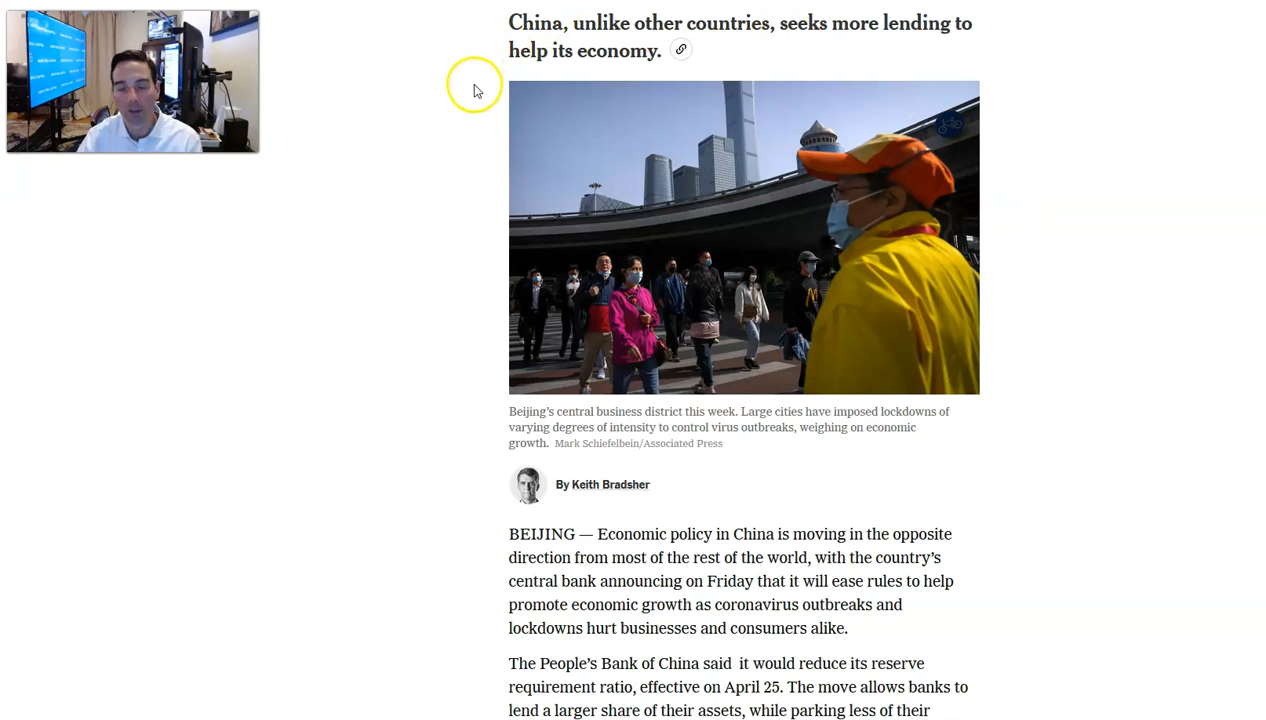 China, unlike other countries, seeks more lending to
help its economy.
Beijing’s central business district this week. Large cities have imposed lockdowns of
varying degrees of intensity to control virus outbreaks, weighing on economic
growth. Mark Schiefelbein/Associated Press
By Keith Bradsher
BEIJING — Economic policy in China is moving in the opposite
direction from most of the rest of the world, with the country’s
central bank announcing on Friday that it will ease rules to help
promote economic growth as coronavirus outbreaks and
lockdowns hurt businesses and consumers alike.
The People’s Bank of China said it would reduce its reserve
requirement ratio, effective on April 25. The move allows banks to
lend a larger share of their assets, while parking less of their